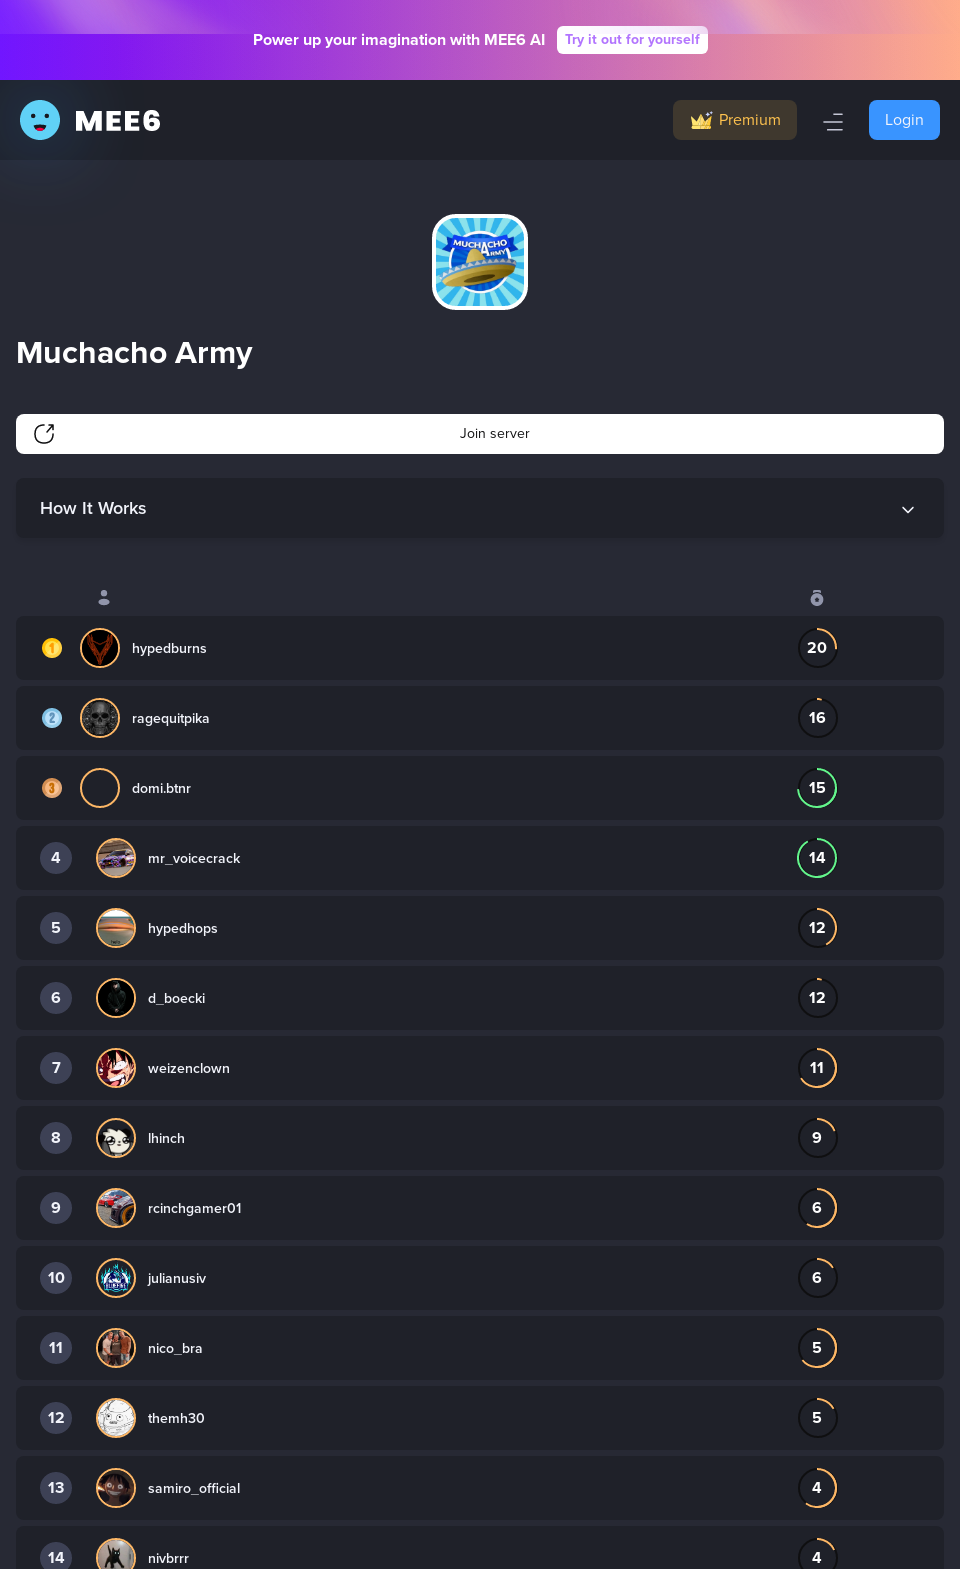 Power up your imagination with MEE6 AI Try it out for yourself
MEE6 Premium Login
MUCHACHO
ARMY
Muchacho Army
Join server
How It Works
1 hypedburns 20
2 ragequitpika 16
3 domi.btnr 15
4 mr_voicecrack 14
5 hypedhops 12
6 d_boecki 12
7 weizenclown 11
8 lhinch 9
9 rcinchgamer01 6
10 julianusiv 6
11 nico_bra 5
12 themh30 5
13 samiro_official 4
14 nivbrrr 4